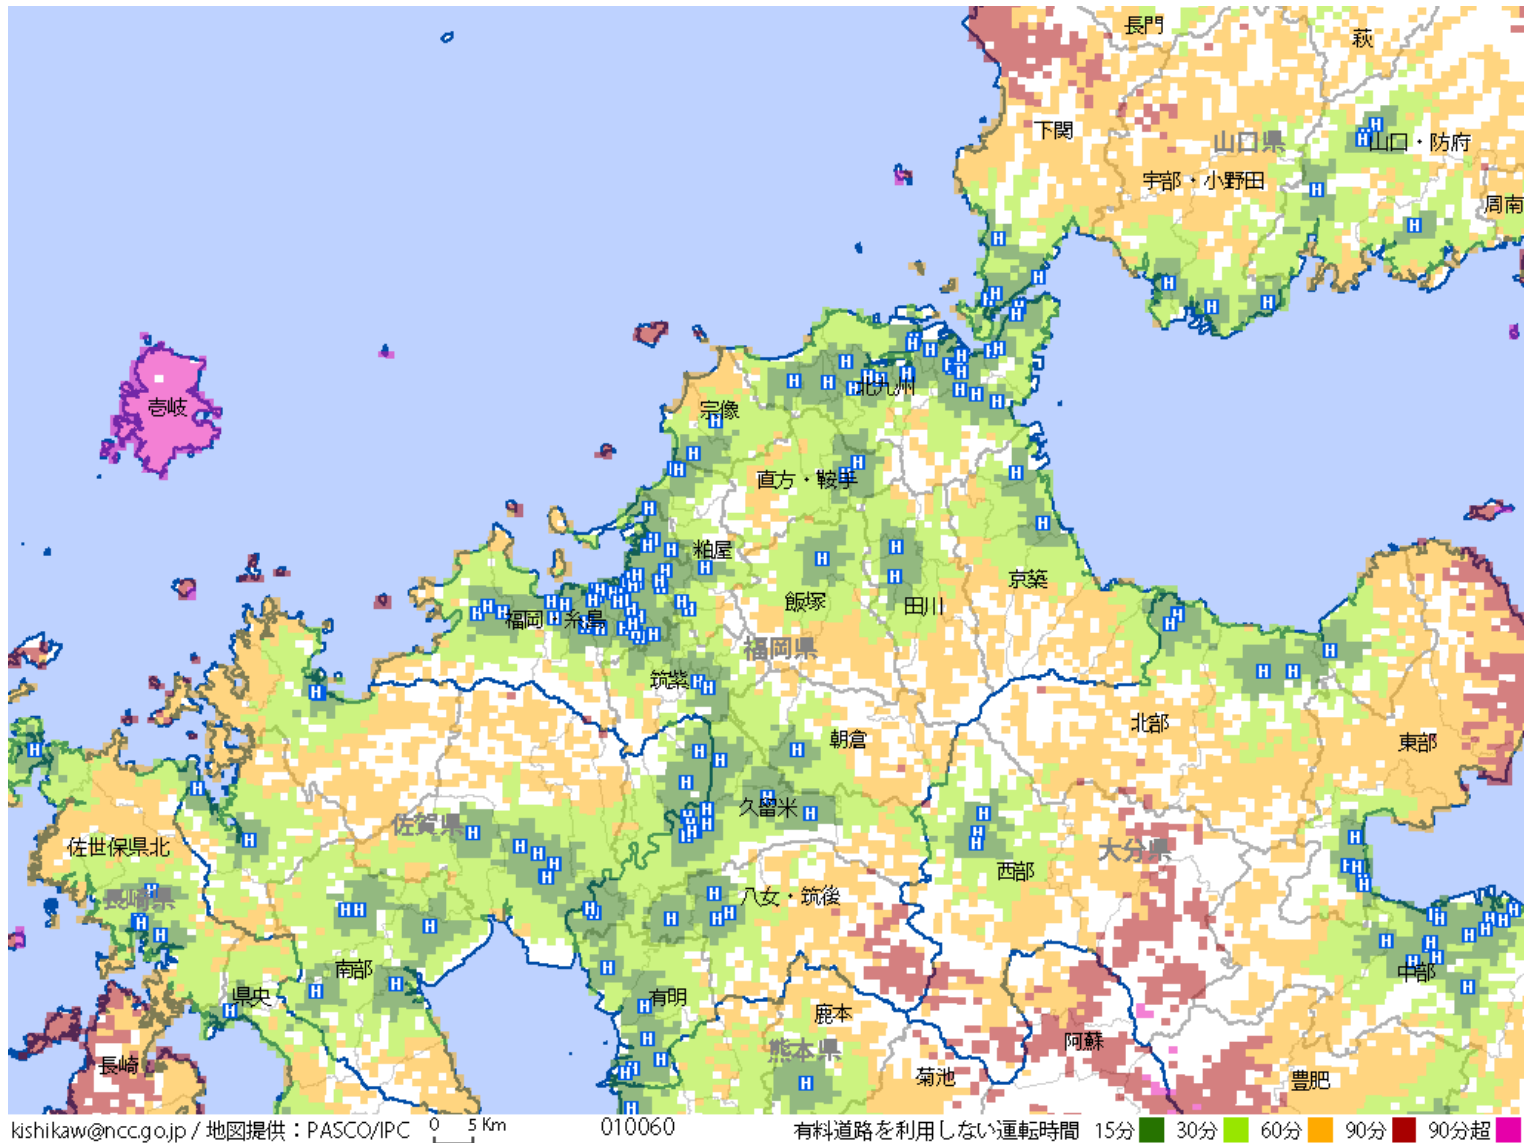 長門
萩
下関
山口県
山口・防府
宇部・小野田
周南
壱岐
北九州
宗像
直方・鞍手
粕屋
京築
飯塚
田川
福岡・糸島
福岡県
筑紫
朝倉
北部
東部
久留米
佐賀県
佐世保県北
大分県
西部
長崎県
八女・筑後
南部
県央
有明
中部
鹿本
長崎
熊本県
阿蘇
菊池
豊肥
kishikaw@ncc.go.jp / 地図提供：PASCO/IPC 0 5 Km 010060 有料道路を利用しない運転時間 15分 30分 60分 90分 90分超